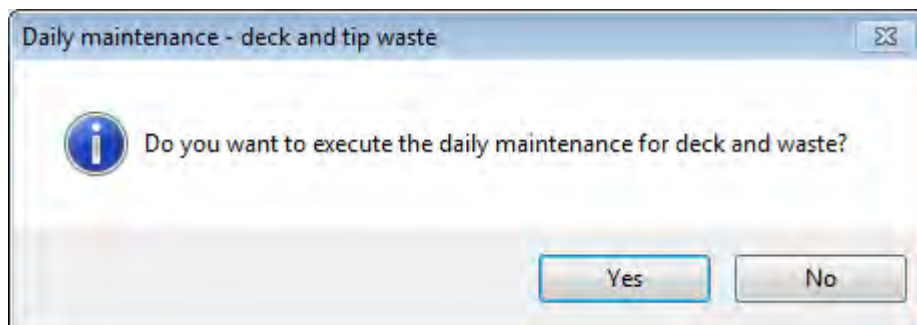 Daily maintenance - deck and tip waste
Do you want to execute the daily maintenance for deck and waste?
Yes
No